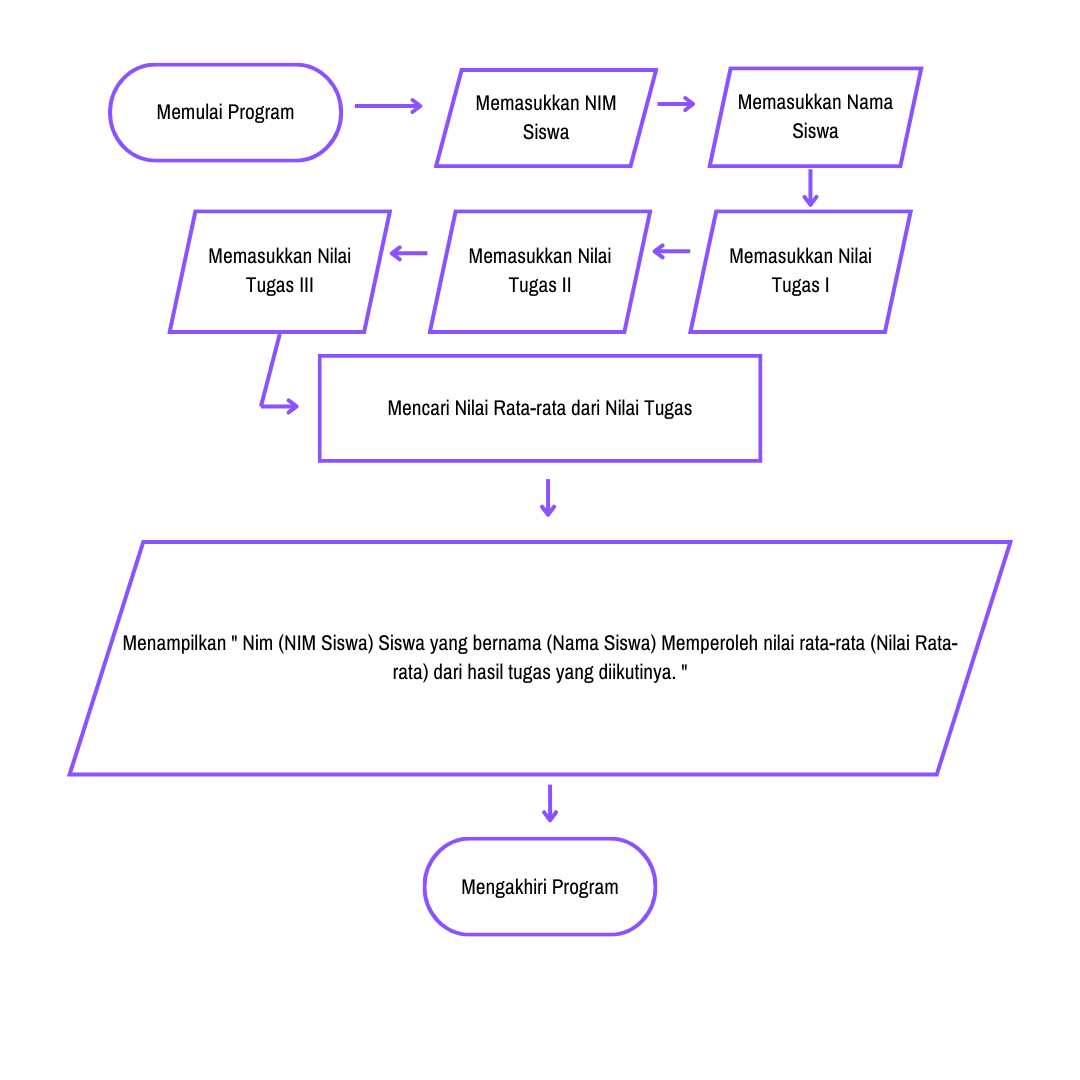 Memulai Program
Memasukkan NIM
Siswa
Memasukkan Nama
Siswa
Memasukkan Nilai
Tugas I
Memasukkan Nilai
Tugas II
Memasukkan Nilai
Tugas III
Mencari Nilai Rata-rata dari Nilai Tugas
Menampilkan " Nim (NIM Siswa) Siswa yang bernama (Nama Siswa) Memperoleh nilai rata-rata (Nilai Rata-
rata) dari hasil tugas yang diikutinya. "
Mengakhiri Program